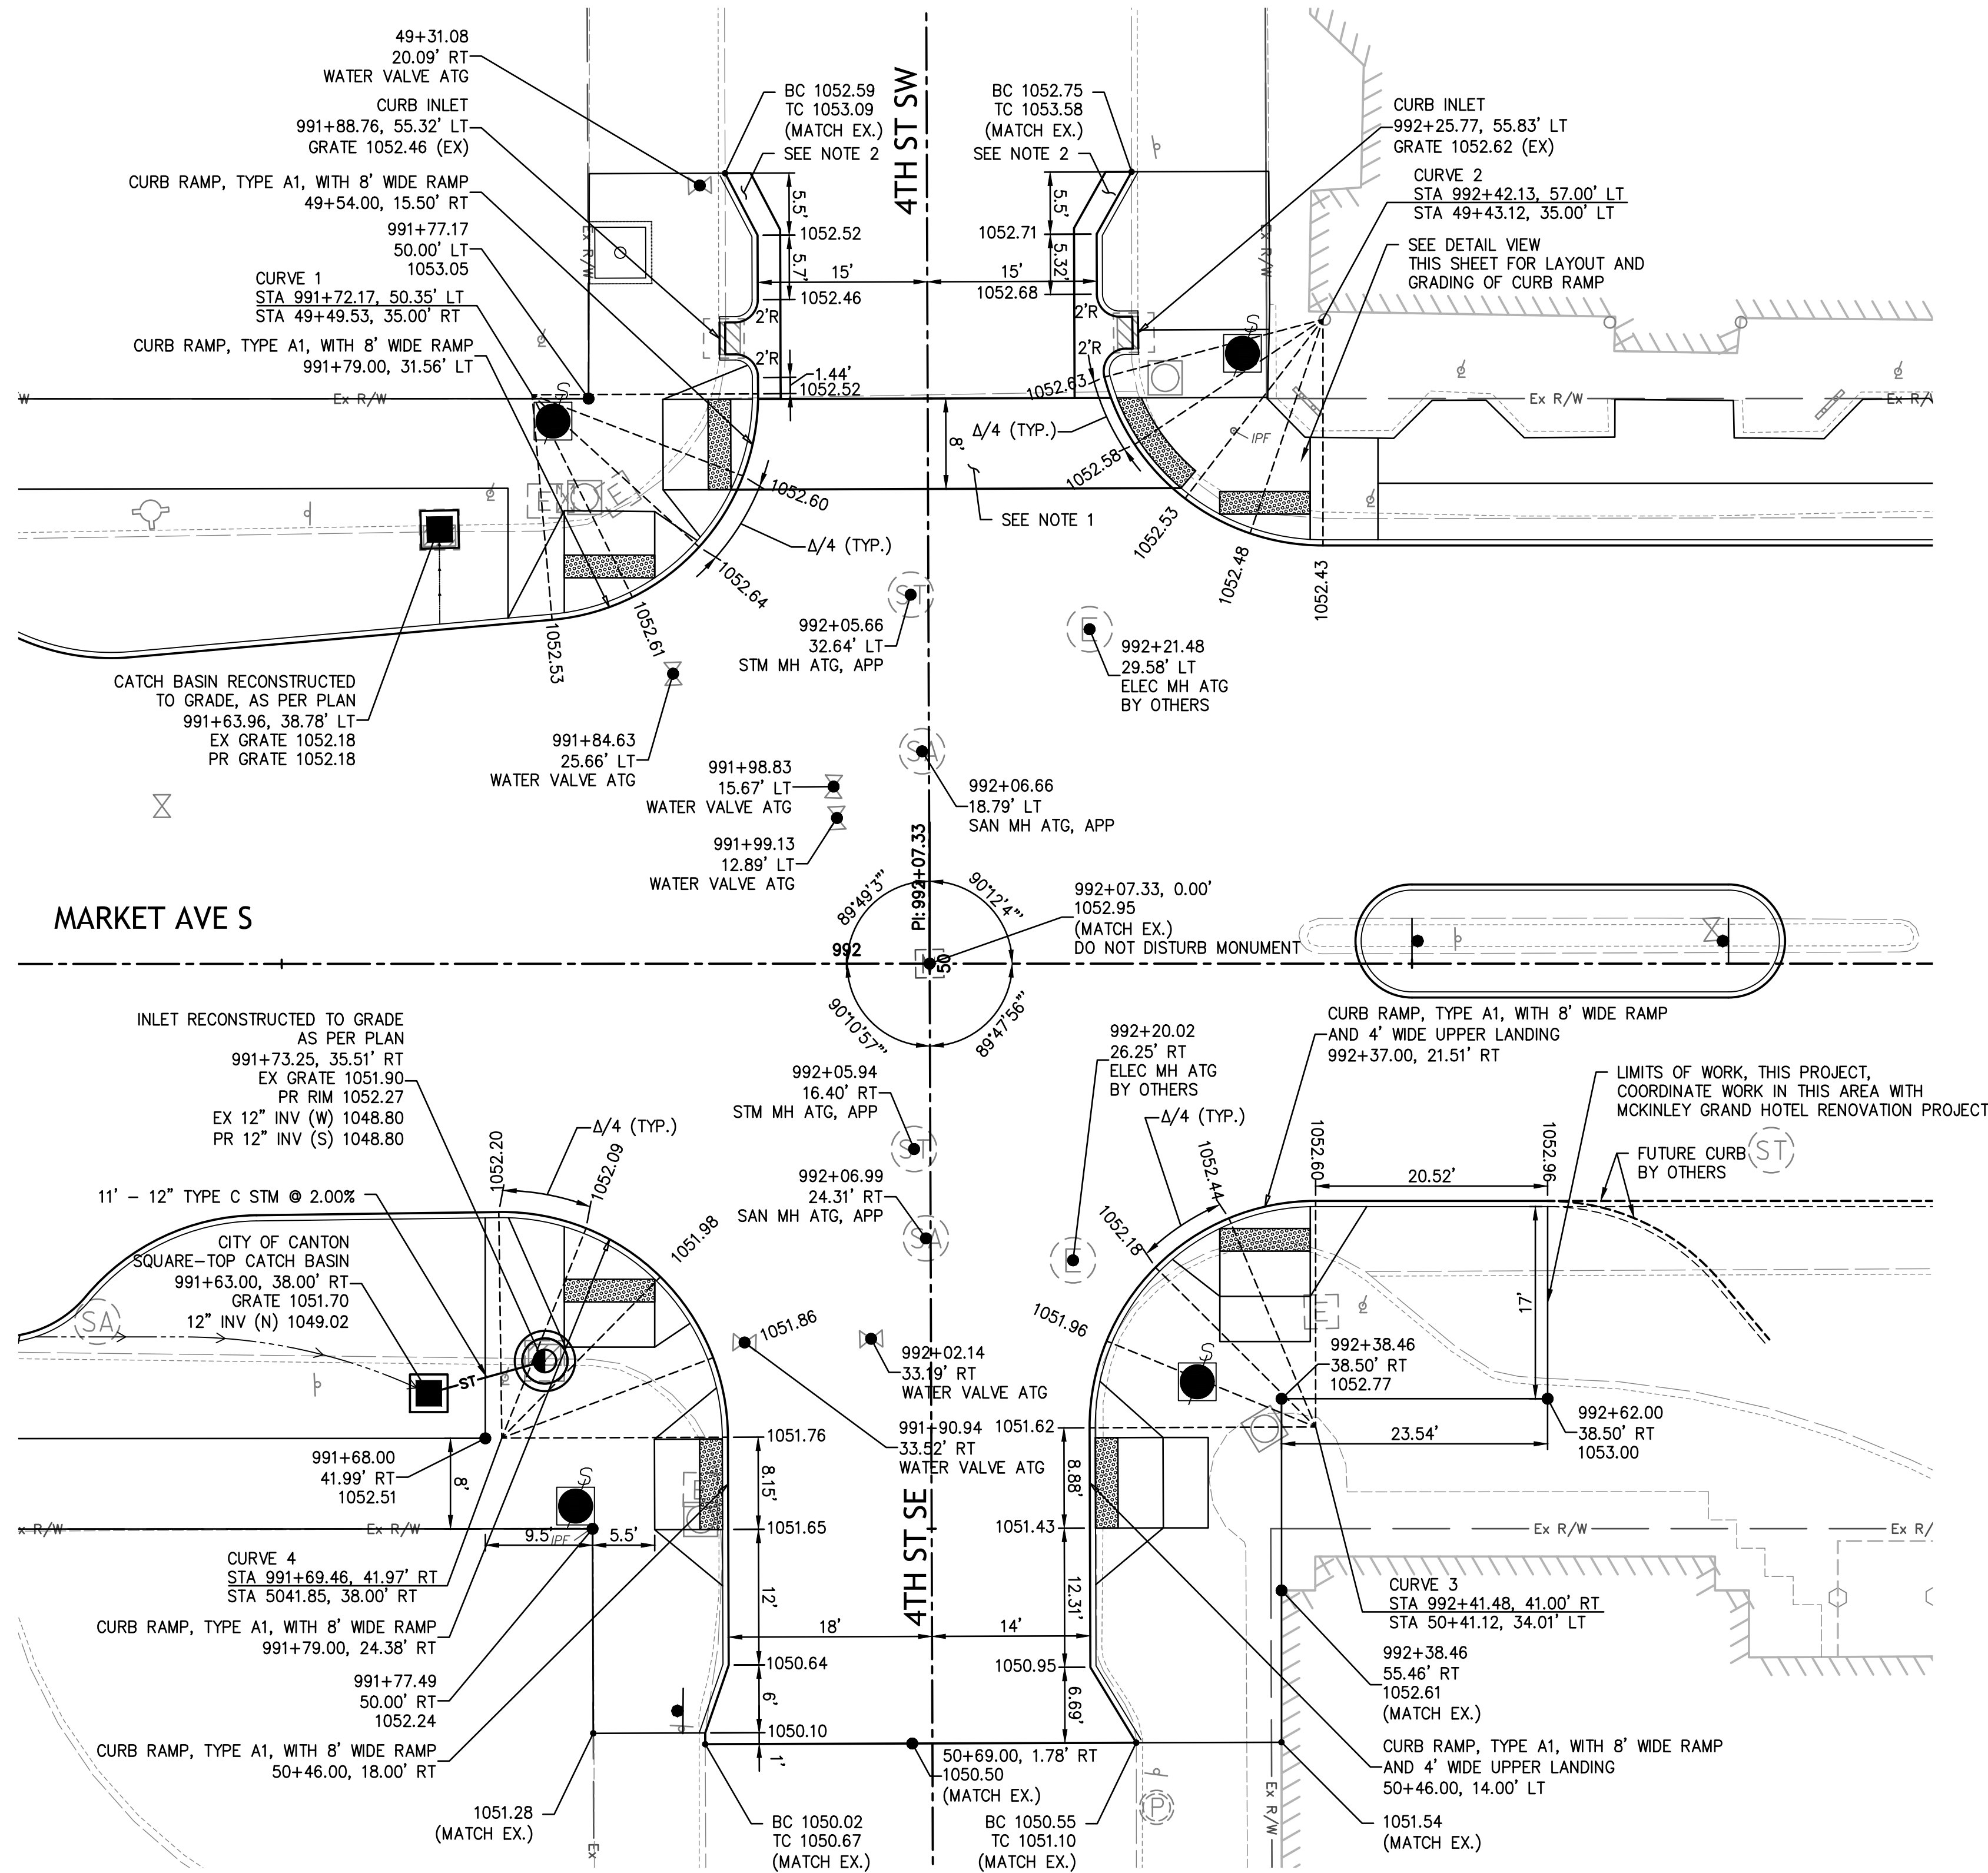 49+31.08
20.09' RT
WATER VALVE ATG
CURB INLET
991+88.76, 55.32' LT
GRATE 1052.46 (EX)
CURB RAMP, TYPE A1, WITH 8' WIDE RAMP
49+54.00, 15.50' RT
991+77.17
50.00' LT
1053.05
CURVE 1
STA 991+72.17, 50.35' LT
STA 49+49.53, 35.00' RT
CURB RAMP, TYPE A1, WITH 8' WIDE RAMP
991+79.00, 31.56' LT
BC 1052.59
TC 1053.09
(MATCH EX.)
SEE NOTE 2
4TH ST SW
BC 1052.75
TC 1053.58
(MATCH EX.)
SEE NOTE 2
CURB INLET
992+25.77, 55.83' LT
GRATE 1052.62 (EX)
CURVE 2
STA 992+42.13, 57.00' LT
STA 49+43.12, 35.00' LT
SEE DETAIL VIEW
THIS SHEET FOR LAYOUT AND
GRADING OF CURB RAMP
5.5'
1052.52
5.7'
1052.46
15'
15'
5.5'
1052.71
5.32'
1052.68
2'R
2'R
2'R
2'R
1.44'
1052.52
Ex R/W
Ex R/W
W
Ex R/W
Ex R/W
Ex R/W
Ex R/W
S
S
IPF
E
E
1052.63
Δ/4 (TYP.)
1052.58
8'
SEE NOTE 1
1052.60
Δ/4 (TYP.)
1052.64
1052.61
1052.53
1052.53
1052.48
1052.43
CATCH BASIN RECONSTRUCTED
TO GRADE, AS PER PLAN
991+63.96, 38.78' LT
EX GRATE 1052.18
PR GRATE 1052.18
ST
992+05.66
32.64' LT
STM MH ATG, APP
E
992+21.48
29.58' LT
ELEC MH ATG
BY OTHERS
991+84.63
25.66' LT
WATER VALVE ATG
991+98.83
15.67' LT
WATER VALVE ATG
SA
992+06.66
18.79' LT
SAN MH ATG, APP
991+99.13
12.89' LT
WATER VALVE ATG
PI: 992+07.33
89°49'3"
90°12'4"
90°10'57"
89°47'56"
992
50
992+07.33, 0.00'
1052.95
(MATCH EX.)
DO NOT DISTURB MONUMENT
MARKET AVE S
INLET RECONSTRUCTED TO GRADE
AS PER PLAN
991+73.25, 35.51' RT
EX GRATE 1051.90
PR RIM 1052.27
EX 12" INV (W) 1048.80
PR 12" INV (S) 1048.80
11' - 12" TYPE C STM @ 2.00%
CITY OF CANTON
SQUARE-TOP CATCH BASIN
991+63.00, 38.00' RT
GRATE 1051.70
12" INV (N) 1049.02
SA
ST
1052.20
Δ/4 (TYP.)
1052.09
1051.98
1051.86
992+05.94
16.40' RT
STM MH ATG, APP
ST
992+06.99
24.31' RT
SAN MH ATG, APP
SA
992+20.02
26.25' RT
ELEC MH ATG
BY OTHERS
E
CURB RAMP, TYPE A1, WITH 8' WIDE RAMP
AND 4' WIDE UPPER LANDING
992+37.00, 21.51' RT
LIMITS OF WORK, THIS PROJECT,
COORDINATE WORK IN THIS AREA WITH
MCKINLEY GRAND HOTEL RENOVATION PROJECT
FUTURE CURB
BY OTHERS
ST
Δ/4 (TYP.)
1052.18
1052.44
1052.60
20.52'
1052.96
1051.96
17'
S
E
992+38.46
38.50' RT
1052.77
23.54'
992+62.00
38.50' RT
1053.00
992+02.14
33.19' RT
WATER VALVE ATG
991+90.94
33.52' RT
WATER VALVE ATG
991+68.00
41.99' RT
1052.51
8'
Ex R/W
Ex R/W
S
E
9.5'
IPF
5.5'
1051.76
8.15'
1051.65
12'
1050.64
6'
1050.10
1'
4TH ST SE
18'
14'
1051.62
8.88'
1051.43
12.31'
1050.95
6.69'
Ex R/W
Ex R/W
CURVE 4
STA 991+69.46, 41.97' RT
STA 5041.85, 38.00' RT
CURB RAMP, TYPE A1, WITH 8' WIDE RAMP
991+79.00, 24.38' RT
991+77.49
50.00' RT
1052.24
CURB RAMP, TYPE A1, WITH 8' WIDE RAMP
50+46.00, 18.00' RT
1051.28
(MATCH EX.)
Ex
BC 1050.02
TC 1050.67
(MATCH EX.)
50+69.00, 1.78' RT
1050.50
(MATCH EX.)
BC 1050.55
TC 1051.10
(MATCH EX.)
P
Ex R/W
CURVE 3
STA 992+41.48, 41.00' RT
STA 50+41.12, 34.01' LT
992+38.46
55.46' RT
1052.61
(MATCH EX.)
CURB RAMP, TYPE A1, WITH 8' WIDE RAMP
AND 4' WIDE UPPER LANDING
50+46.00, 14.00' LT
1051.54
(MATCH EX.)